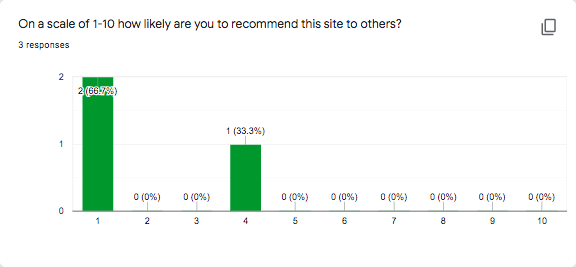 On a scale of 1-10 how likely are you to recommend this site to others?
3 responses
2
2 (66.7%)
1 (33.3%)
1
0 (0%) 0 (0%) 0 (0%) 0 (0%) 0 (0%) 0 (0%) 0 (0%) 0 (0%)
0
1 2 3 4 5 6 7 8 9 10